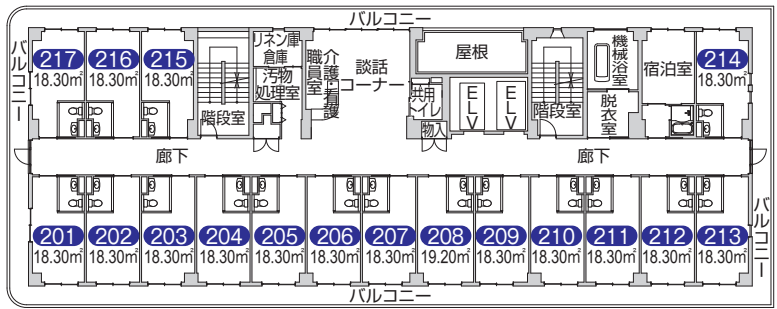 バルコニー
バルコニー
217
18.30㎡
216
18.30㎡
215
18.30㎡
階段室
リネン庫
倉庫
汚物
処理室
介護・看護
職員室
談話
コーナー
屋根
共用
トイレ
物入
ELV
ELV
階段室
機械浴室
脱衣室
宿泊室
214
18.30㎡
廊下
廊下
201
18.30㎡
202
18.30㎡
203
18.30㎡
204
18.30㎡
205
18.30㎡
206
18.30㎡
207
18.30㎡
208
19.20㎡
209
18.30㎡
210
18.30㎡
211
18.30㎡
212
18.30㎡
213
18.30㎡
バルコニー
バルコニー